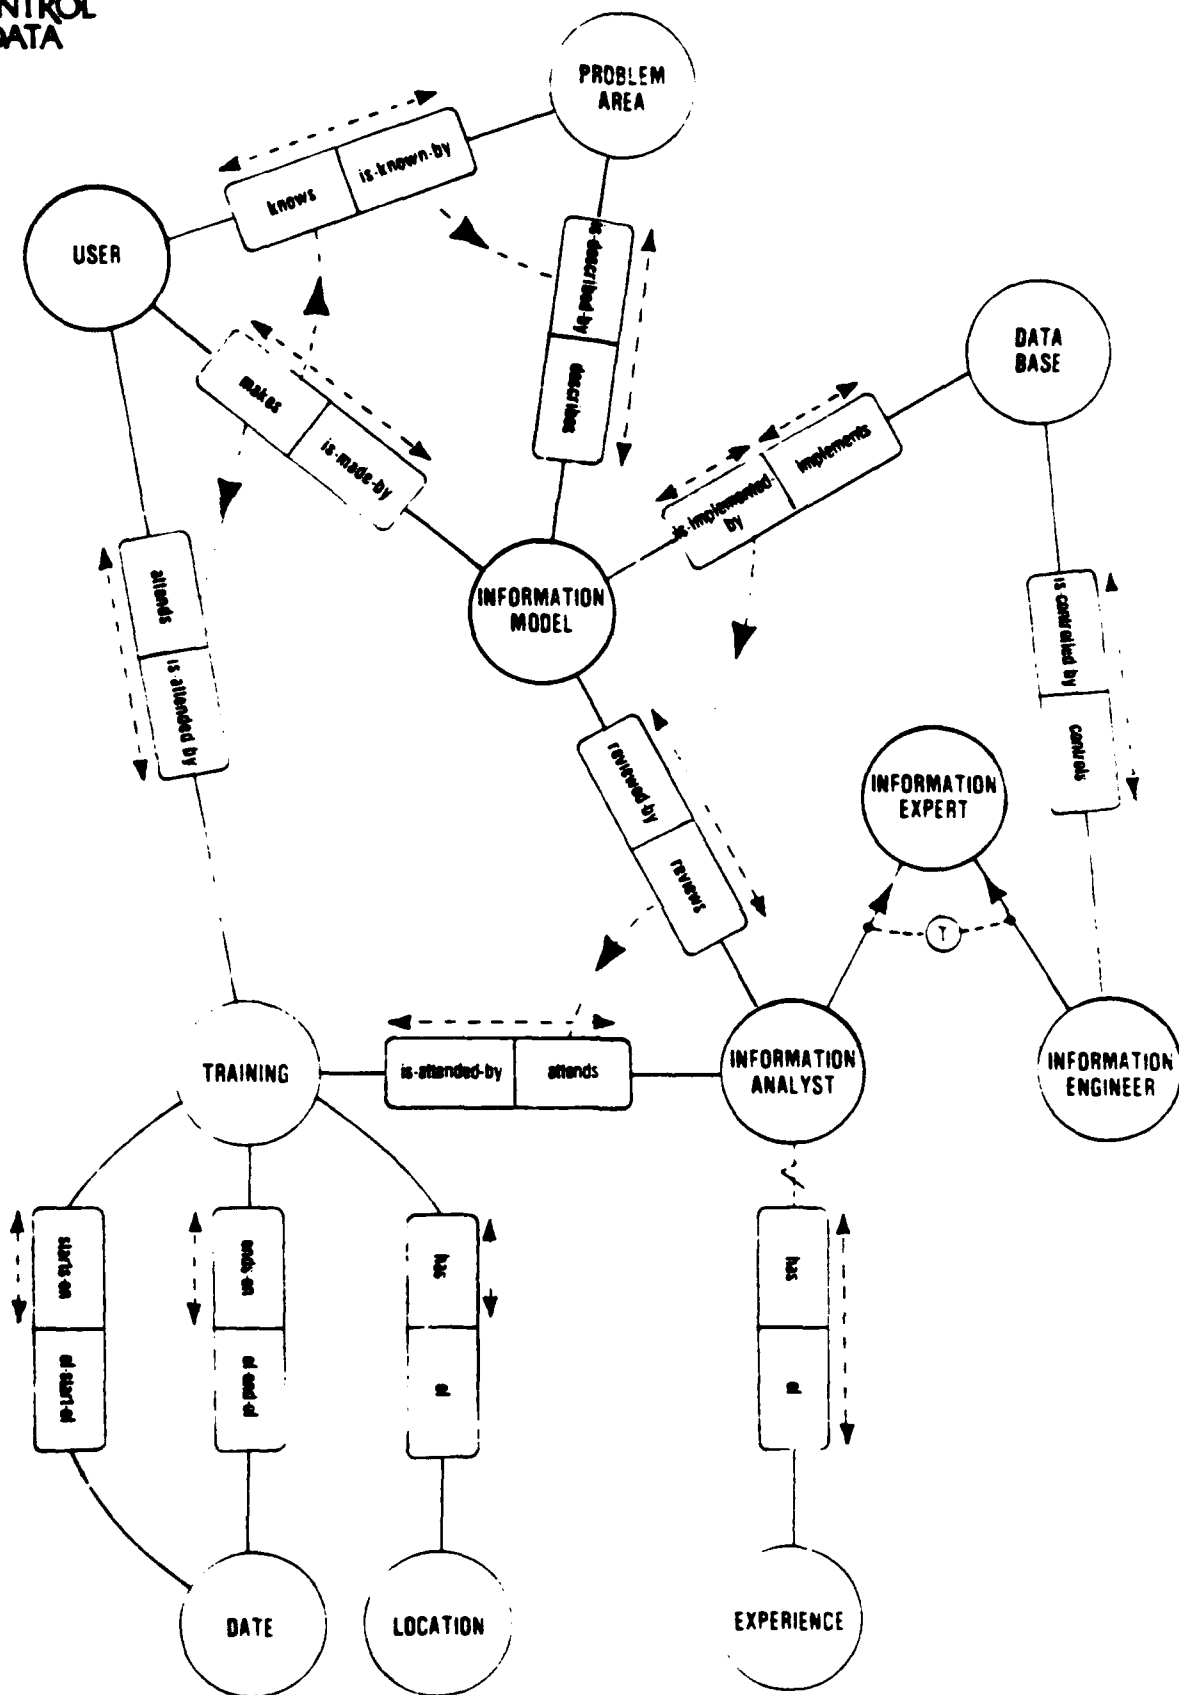 NTROL
DATA
PROBLEM
AREA
is-known-by
knows
USER
is-described-by
describes
makes
is-made-by
DATA
BASE
implements
is-implemented-
by
attends
is-attended by
INFORMATION
MODEL
is-controlled by
controls
reviewed-by
reviews
INFORMATION
EXPERT
T
TRAINING
is-attended-by
attends
INFORMATION
ANALYST
INFORMATION
ENGINEER
starts-on
of-start-of
ends-on
of-end-of
has
of
has
of
DATE
LOCATION
EXPERIENCE